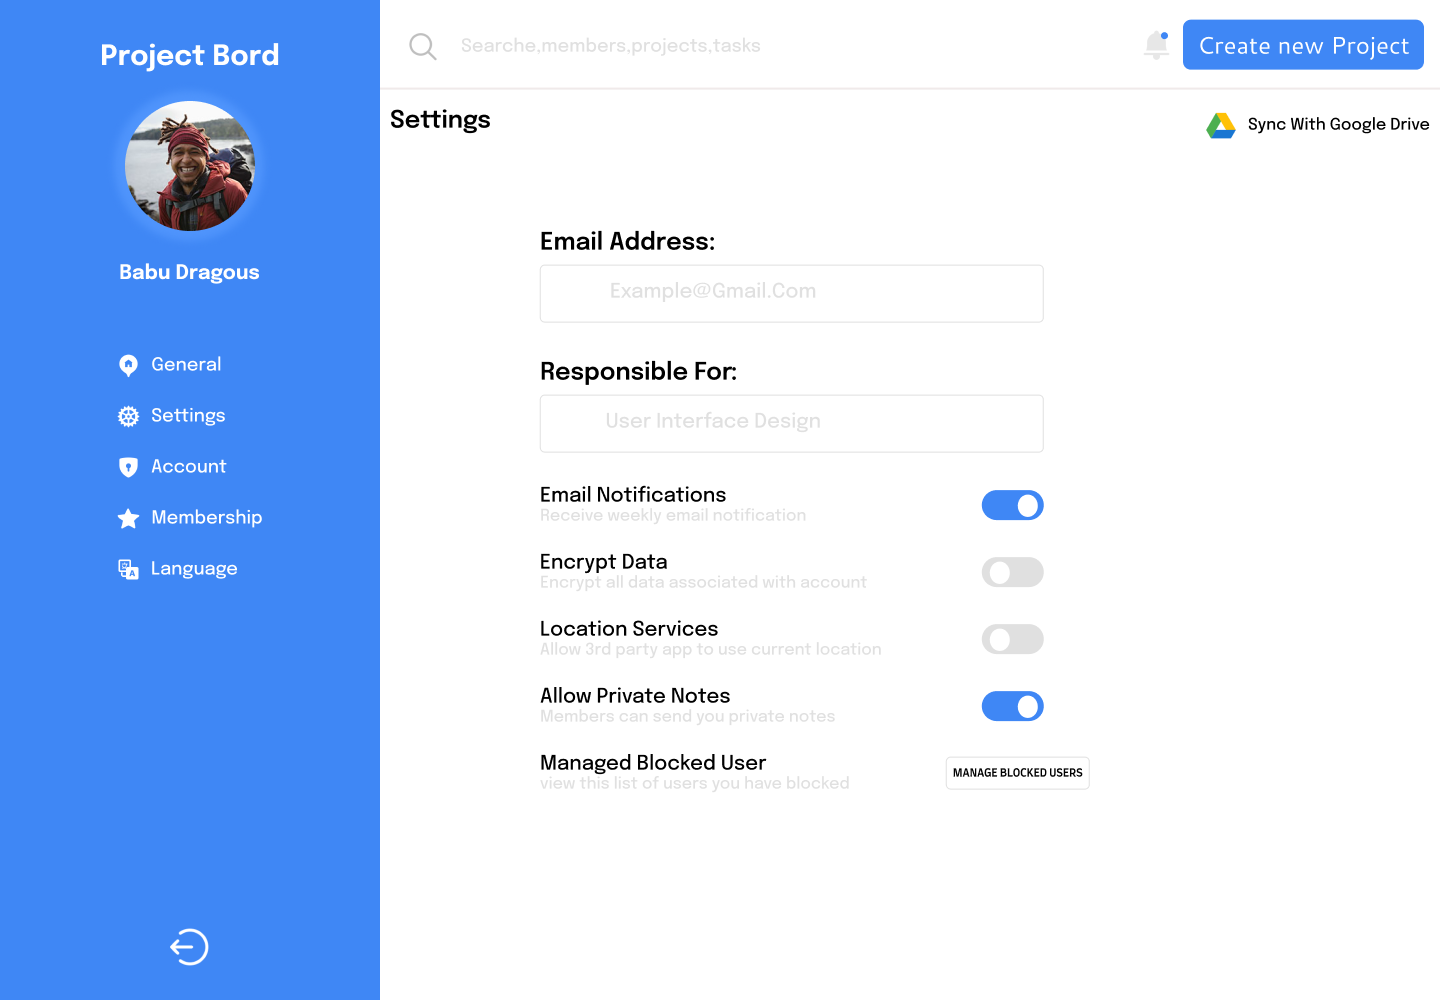 Project Bord
Babu Dragous
General
Settings
Account
Membership
Language
Searche,members,projects,tasks
Create new Project
Settings
Sync With Google Drive
Email Address:
Example@Gmail.Com
Responsible For:
User Interface Design
Email Notifications
Receive weekly email notification
Encrypt Data
Encrypt all data associated with account
Location Services
Allow 3rd party app to use current location
Allow Private Notes
Members can send you private notes
Managed Blocked User
view this list of users you have blocked
MANAGE BLOCKED USERS